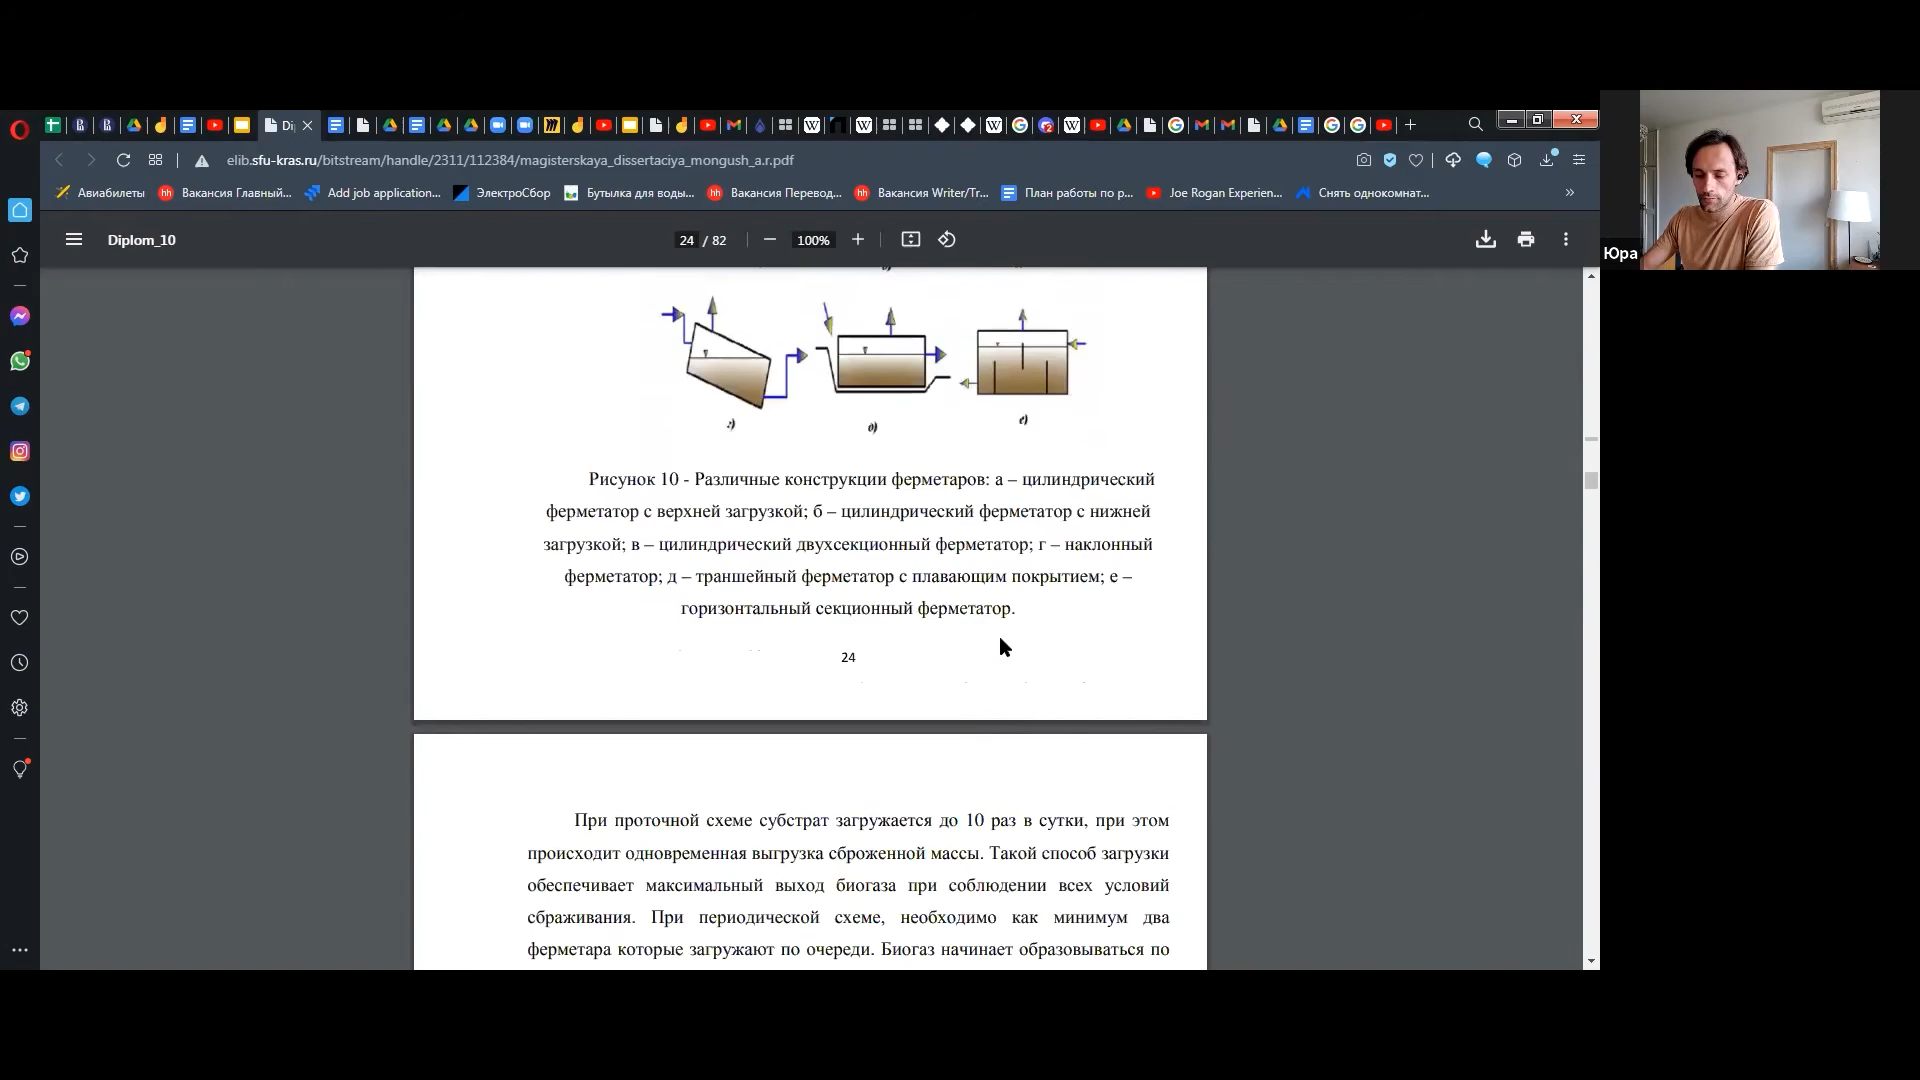 Di
elib.sfu-kras.ru/bitstream/handle/2311/112384/magisterskaya_dissertaciya_mongush_a.r.pdf
Авиабилеты
Вакансия Главный...
Add job application...
ЭлектроСбор
Бутылка для воды...
Вакансия Перевод...
Вакансия Writer/Tr...
План работы по р...
Joe Rogan Experien...
Снять однокомнат...
Diplom_10
24 / 82
100%
Юра
д)
е)
Рисунок 10 - Различные конструкции ферметаров: а – цилиндрический
ферметатор с верхней загрузкой; б – цилиндрический ферметатор с нижней
загрузкой; в – цилиндрический двухсекционный ферметатор; г – наклонный
ферметатор; д – траншейный ферметатор с плавающим покрытием; е –
горизонтальный секционный ферметатор.
24
При проточной схеме субстрат загружается до 10 раз в сутки, при этом
происходит одновременная выгрузка сброженной массы. Такой способ загрузки
обеспечивает максимальный выход биогаза при соблюдении всех условий
сбраживания. При периодической схеме, необходимо как минимум два
ферметара которые загружают по очереди. Биогаз начинает образовываться по